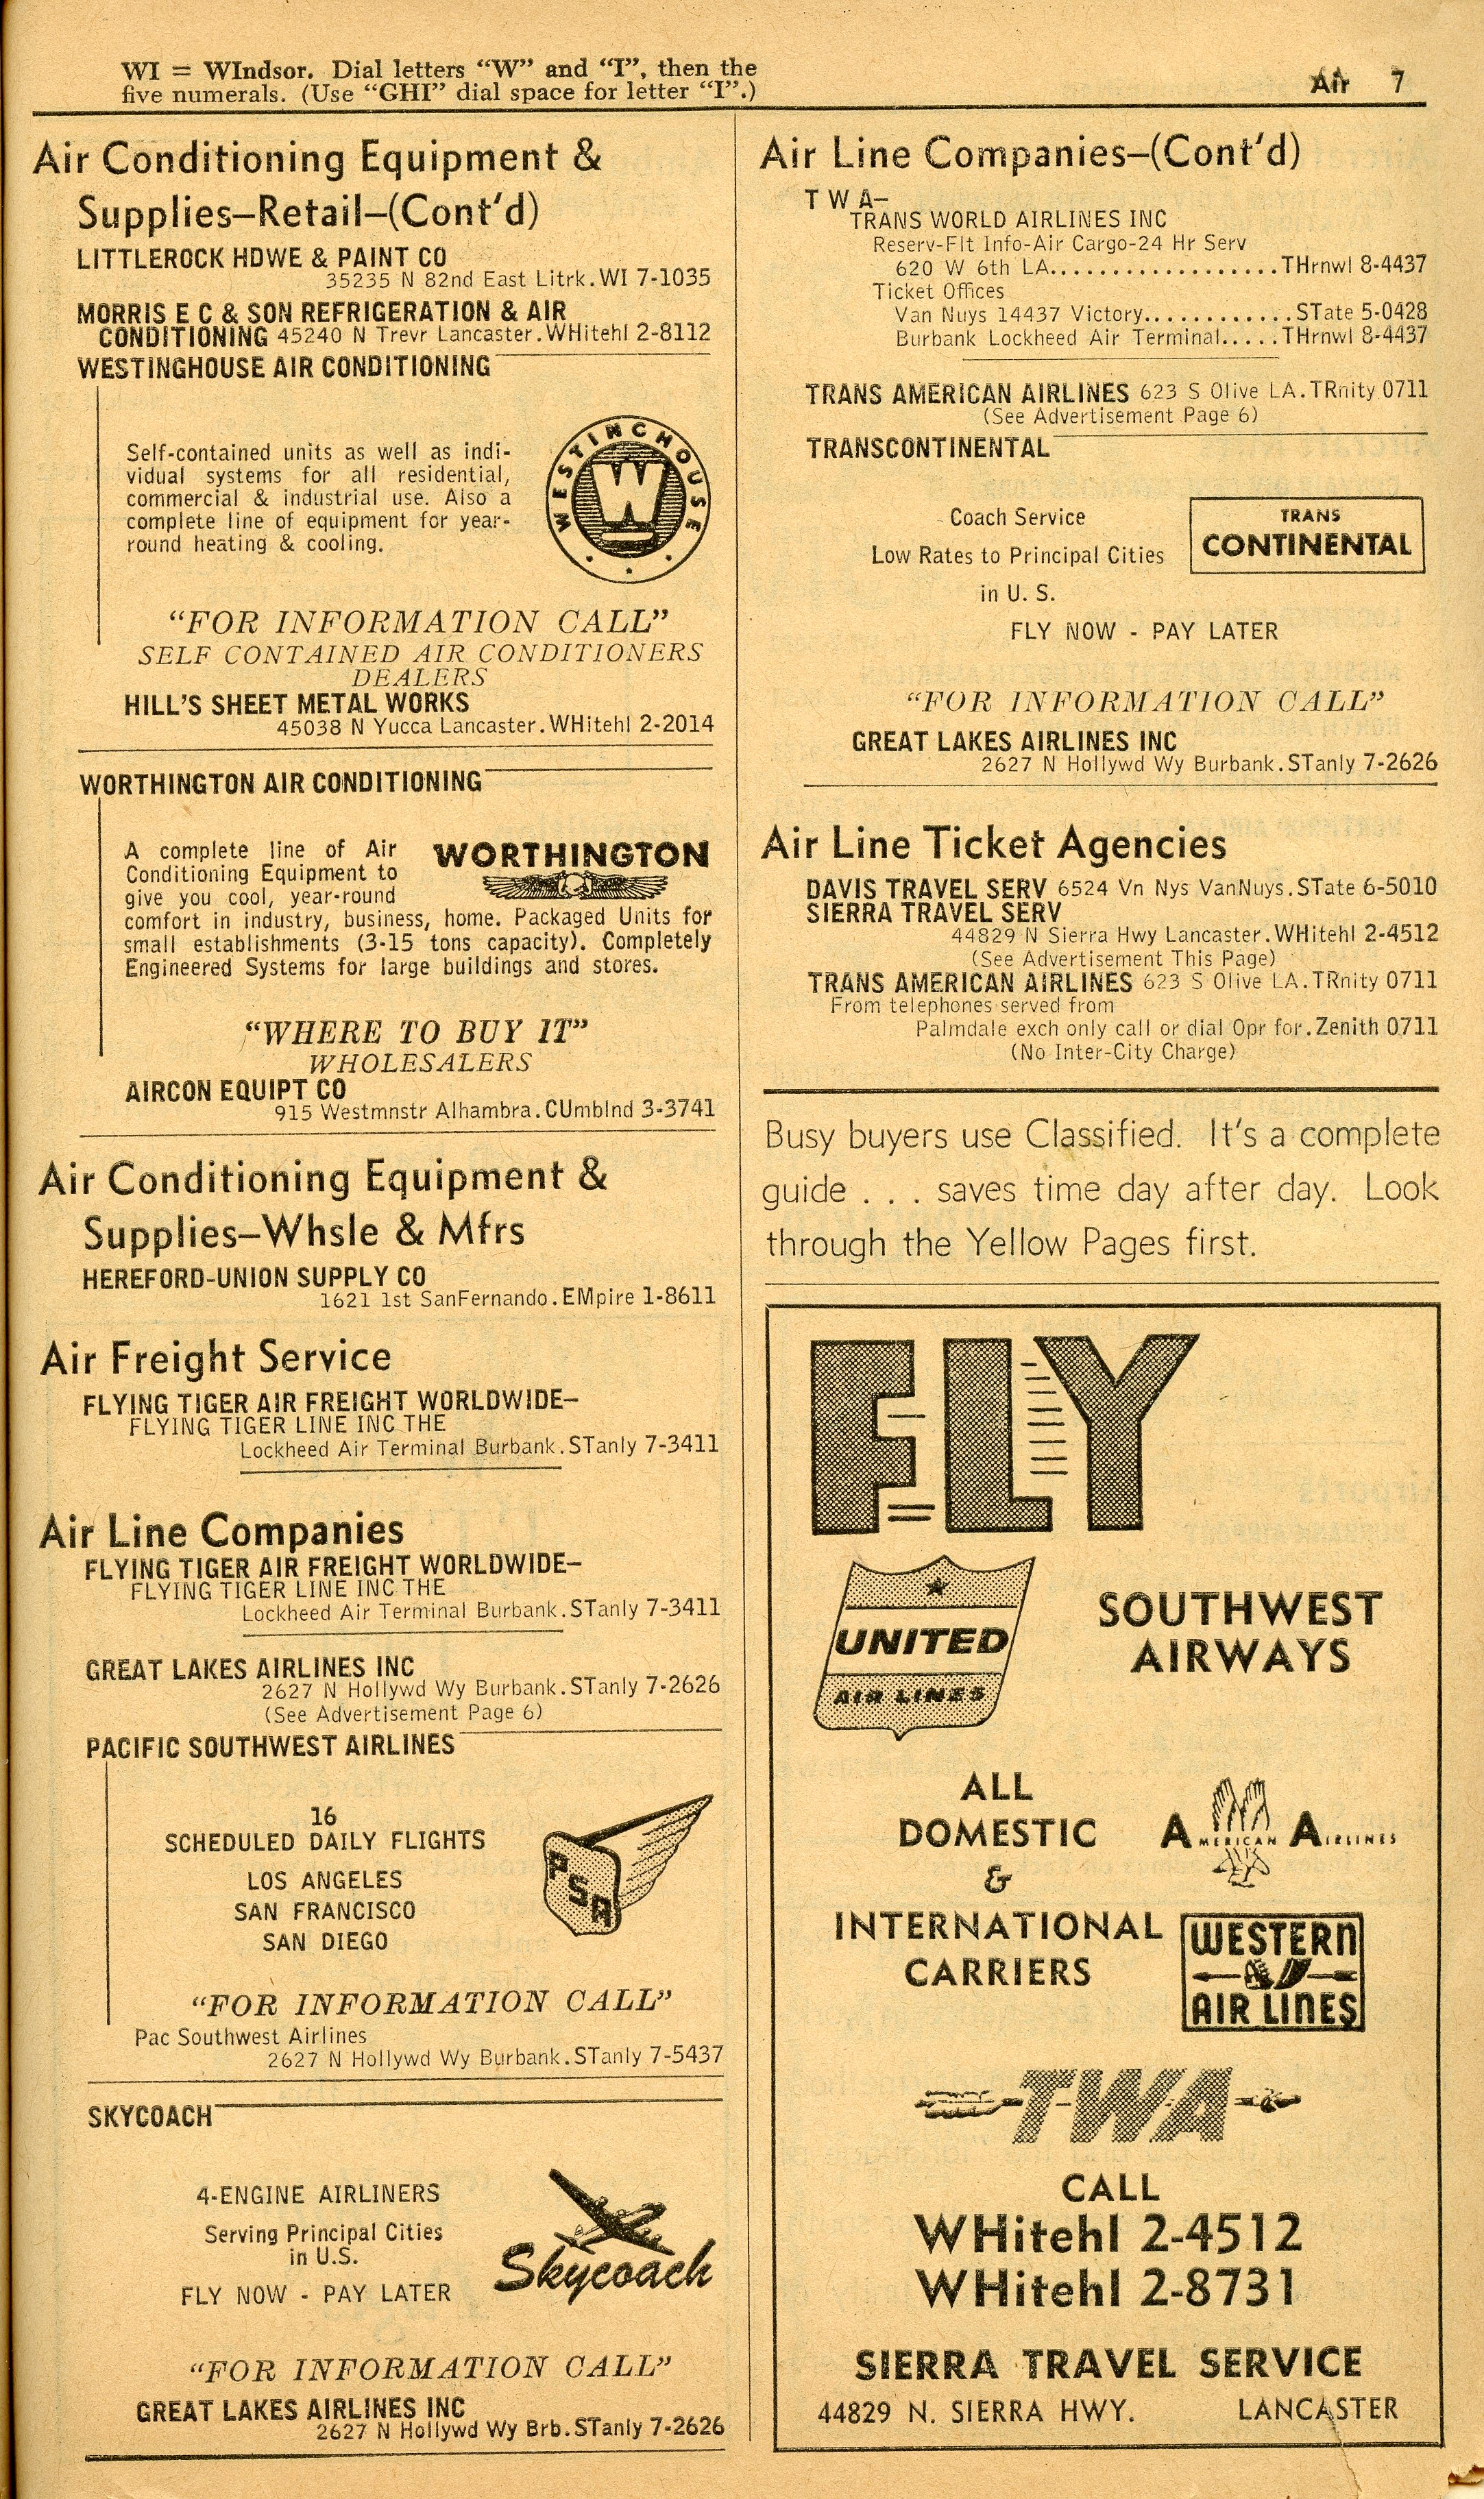 WI = WIndsor. Dial letters “W” and “I”, then the
five numerals. (Use “GHI” dial space for letter “I”.)
Air 7
Air Conditioning Equipment &
Supplies—Retail—(Cont’d)
LITTLEROCK HDWE & PAINT CO
35235 N 82nd East Litrk.WI 7-1035
MORRIS E C & SON REFRIGERATION & AIR
CONDITIONING 45240 N Trevr Lancaster.WHitehl 2-8112
WESTINGHOUSE AIR CONDITIONING
Self-contained units as well as indi-
vidual systems for all residential,
commercial & industrial use. Also a
complete line of equipment for year-
round heating & cooling.
WESTINGHOUSE
W
“FOR INFORMATION CALL”
SELF CONTAINED AIR CONDITIONERS
DEALERS
HILL’S SHEET METAL WORKS
45038 N Yucca Lancaster.WHitehl 2-2014
WORTHINGTON AIR CONDITIONING
WORTHINGTON
A complete line of Air
Conditioning Equipment to
give you cool, year-round
comfort in industry, business, home. Packaged Units for
small establishments (3-15 tons capacity). Completely
Engineered Systems for large buildings and stores.
“WHERE TO BUY IT”
WHOLESALERS
AIRCON EQUIPT CO
915 Westmnstr Alhambra.CUmblnd 3-3741
Air Conditioning Equipment &
Supplies—Whsle & Mfrs
HEREFORD-UNION SUPPLY CO
1621 1st SanFernando.EMpire 1-8611
Air Freight Service
FLYING TIGER AIR FREIGHT WORLDWIDE—
FLYING TIGER LINE INC THE
Lockheed Air Terminal Burbank.STanly 7-3411
Air Line Companies
FLYING TIGER AIR FREIGHT WORLDWIDE—
FLYING TIGER LINE INC THE
Lockheed Air Terminal Burbank.STanly 7-3411
GREAT LAKES AIRLINES INC
2627 N Hollywd Wy Burbank.STanly 7-2626
(See Advertisement Page 6)
PACIFIC SOUTHWEST AIRLINES
16
SCHEDULED DAILY FLIGHTS
LOS ANGELES
SAN FRANCISCO
SAN DIEGO
PSA
“FOR INFORMATION CALL”
Pac Southwest Airlines
2627 N Hollywd Wy Burbank.STanly 7-5437
SKYCOACH
4-ENGINE AIRLINERS
Serving Principal Cities
in U.S.
FLY NOW - PAY LATER
Skycoach
“FOR INFORMATION CALL”
GREAT LAKES AIRLINES INC
2627 N Hollywd Wy Brb.STanly 7-2626
Air Line Companies—(Cont’d)
T W A—
TRANS WORLD AIRLINES INC
Reserv-Flt Info-Air Cargo-24 Hr Serv
620 W 6th LA..................THrnwl 8-4437
Ticket Offices
Van Nuys 14437 Victory............STate 5-0428
Burbank Lockheed Air Terminal.....THrnwl 8-4437
TRANS AMERICAN AIRLINES 623 S Olive LA.TRnity 0711
(See Advertisement Page 6)
TRANSCONTINENTAL
Coach Service
Low Rates to Principal Cities
in U. S.
FLY NOW - PAY LATER
TRANS
CONTINENTAL
“FOR INFORMATION CALL”
GREAT LAKES AIRLINES INC
2627 N Hollywd Wy Burbank.STanly 7-2626
Air Line Ticket Agencies
DAVIS TRAVEL SERV 6524 Vn Nys VanNuys.STate 6-5010
SIERRA TRAVEL SERV
44829 N Sierra Hwy Lancaster.WHitehl 2-4512
(See Advertisement This Page)
TRANS AMERICAN AIRLINES 623 S Olive LA.TRnity 0711
From telephones served from
Palmdale exch only call or dial Opr for.Zenith 0711
(No Inter-City Charge)
Busy buyers use Classified. It’s a complete
guide . . . saves time day after day. Look
through the Yellow Pages first.
FLY
UNITED
AIR LINES
SOUTHWEST
AIRWAYS
ALL
DOMESTIC
&
INTERNATIONAL
CARRIERS
AMERICAN AIRLINES
WESTERN
AIR LINES
TWA
CALL
WHitehl 2-4512
WHitehl 2-8731
SIERRA TRAVEL SERVICE
44829 N. SIERRA HWY. LANCASTER